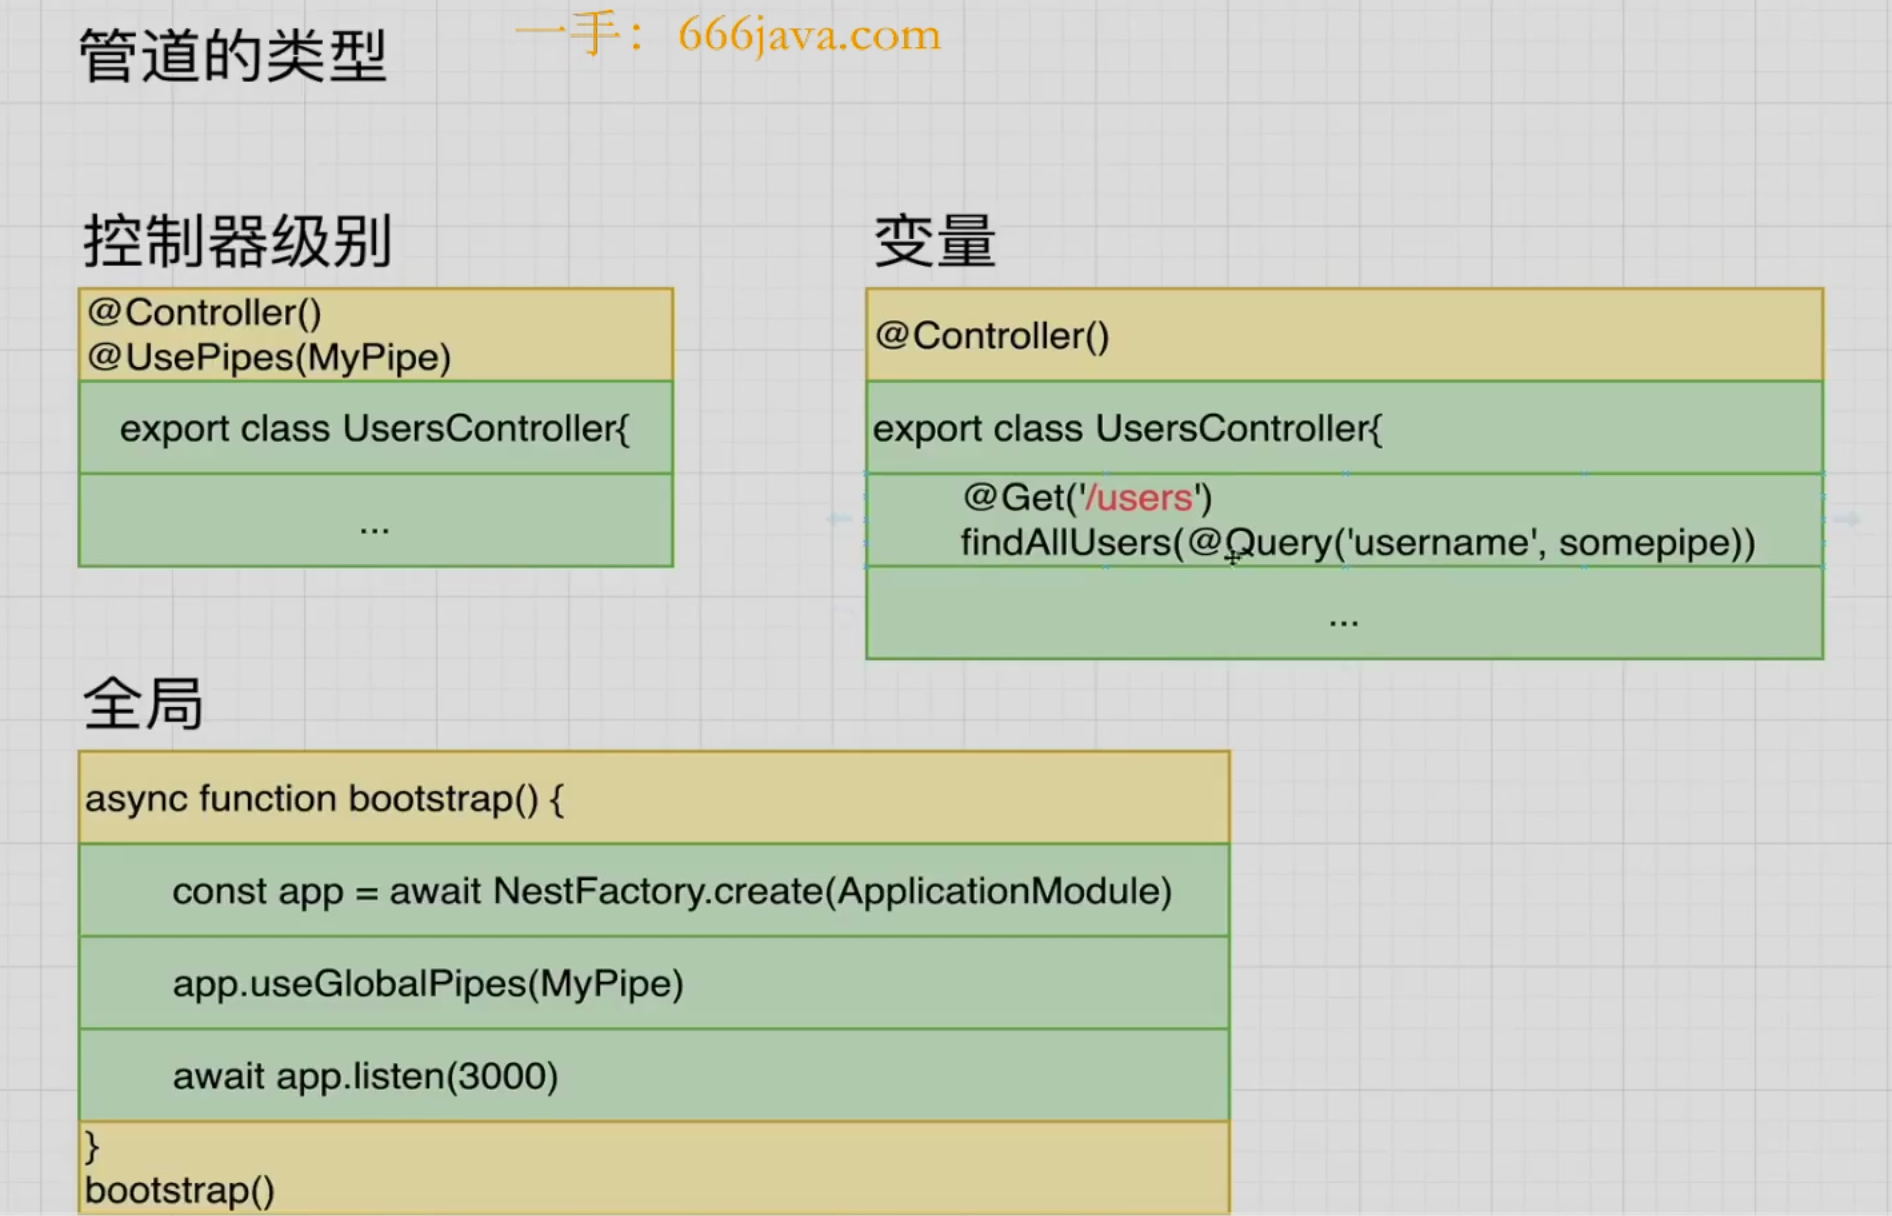 管道的类型
一手：666java.com
控制器级别
@Controller()
@UsePipes(MyPipe)
export class UsersController{
...
变量
@Controller()
export class UsersController{
@Get('/users')
findAllUsers(@Query('username', somepipe))
...
全局
async function bootstrap() {
const app = await NestFactory.create(ApplicationModule)
app.useGlobalPipes(MyPipe)
await app.listen(3000)
}
bootstrap()